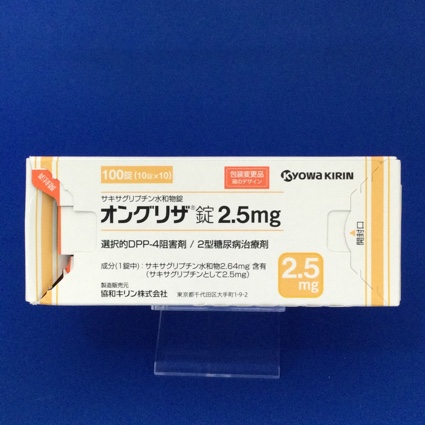 100錠(10錠×10)
包装変更品
箱のデザイン
KYOWA KIRIN
開封済
サキサグリプチン水和物錠
オングリザ®錠 2.5mg
選択的DPP-4阻害剤 / 2型糖尿病治療剤
開封口
成分(1錠中):サキサグリプチン水和物2.64mg 含有
(サキサグリプチンとして2.5mg)
2.5
mg
製造販売元
協和キリン株式会社
東京都千代田区大手町1-9-2